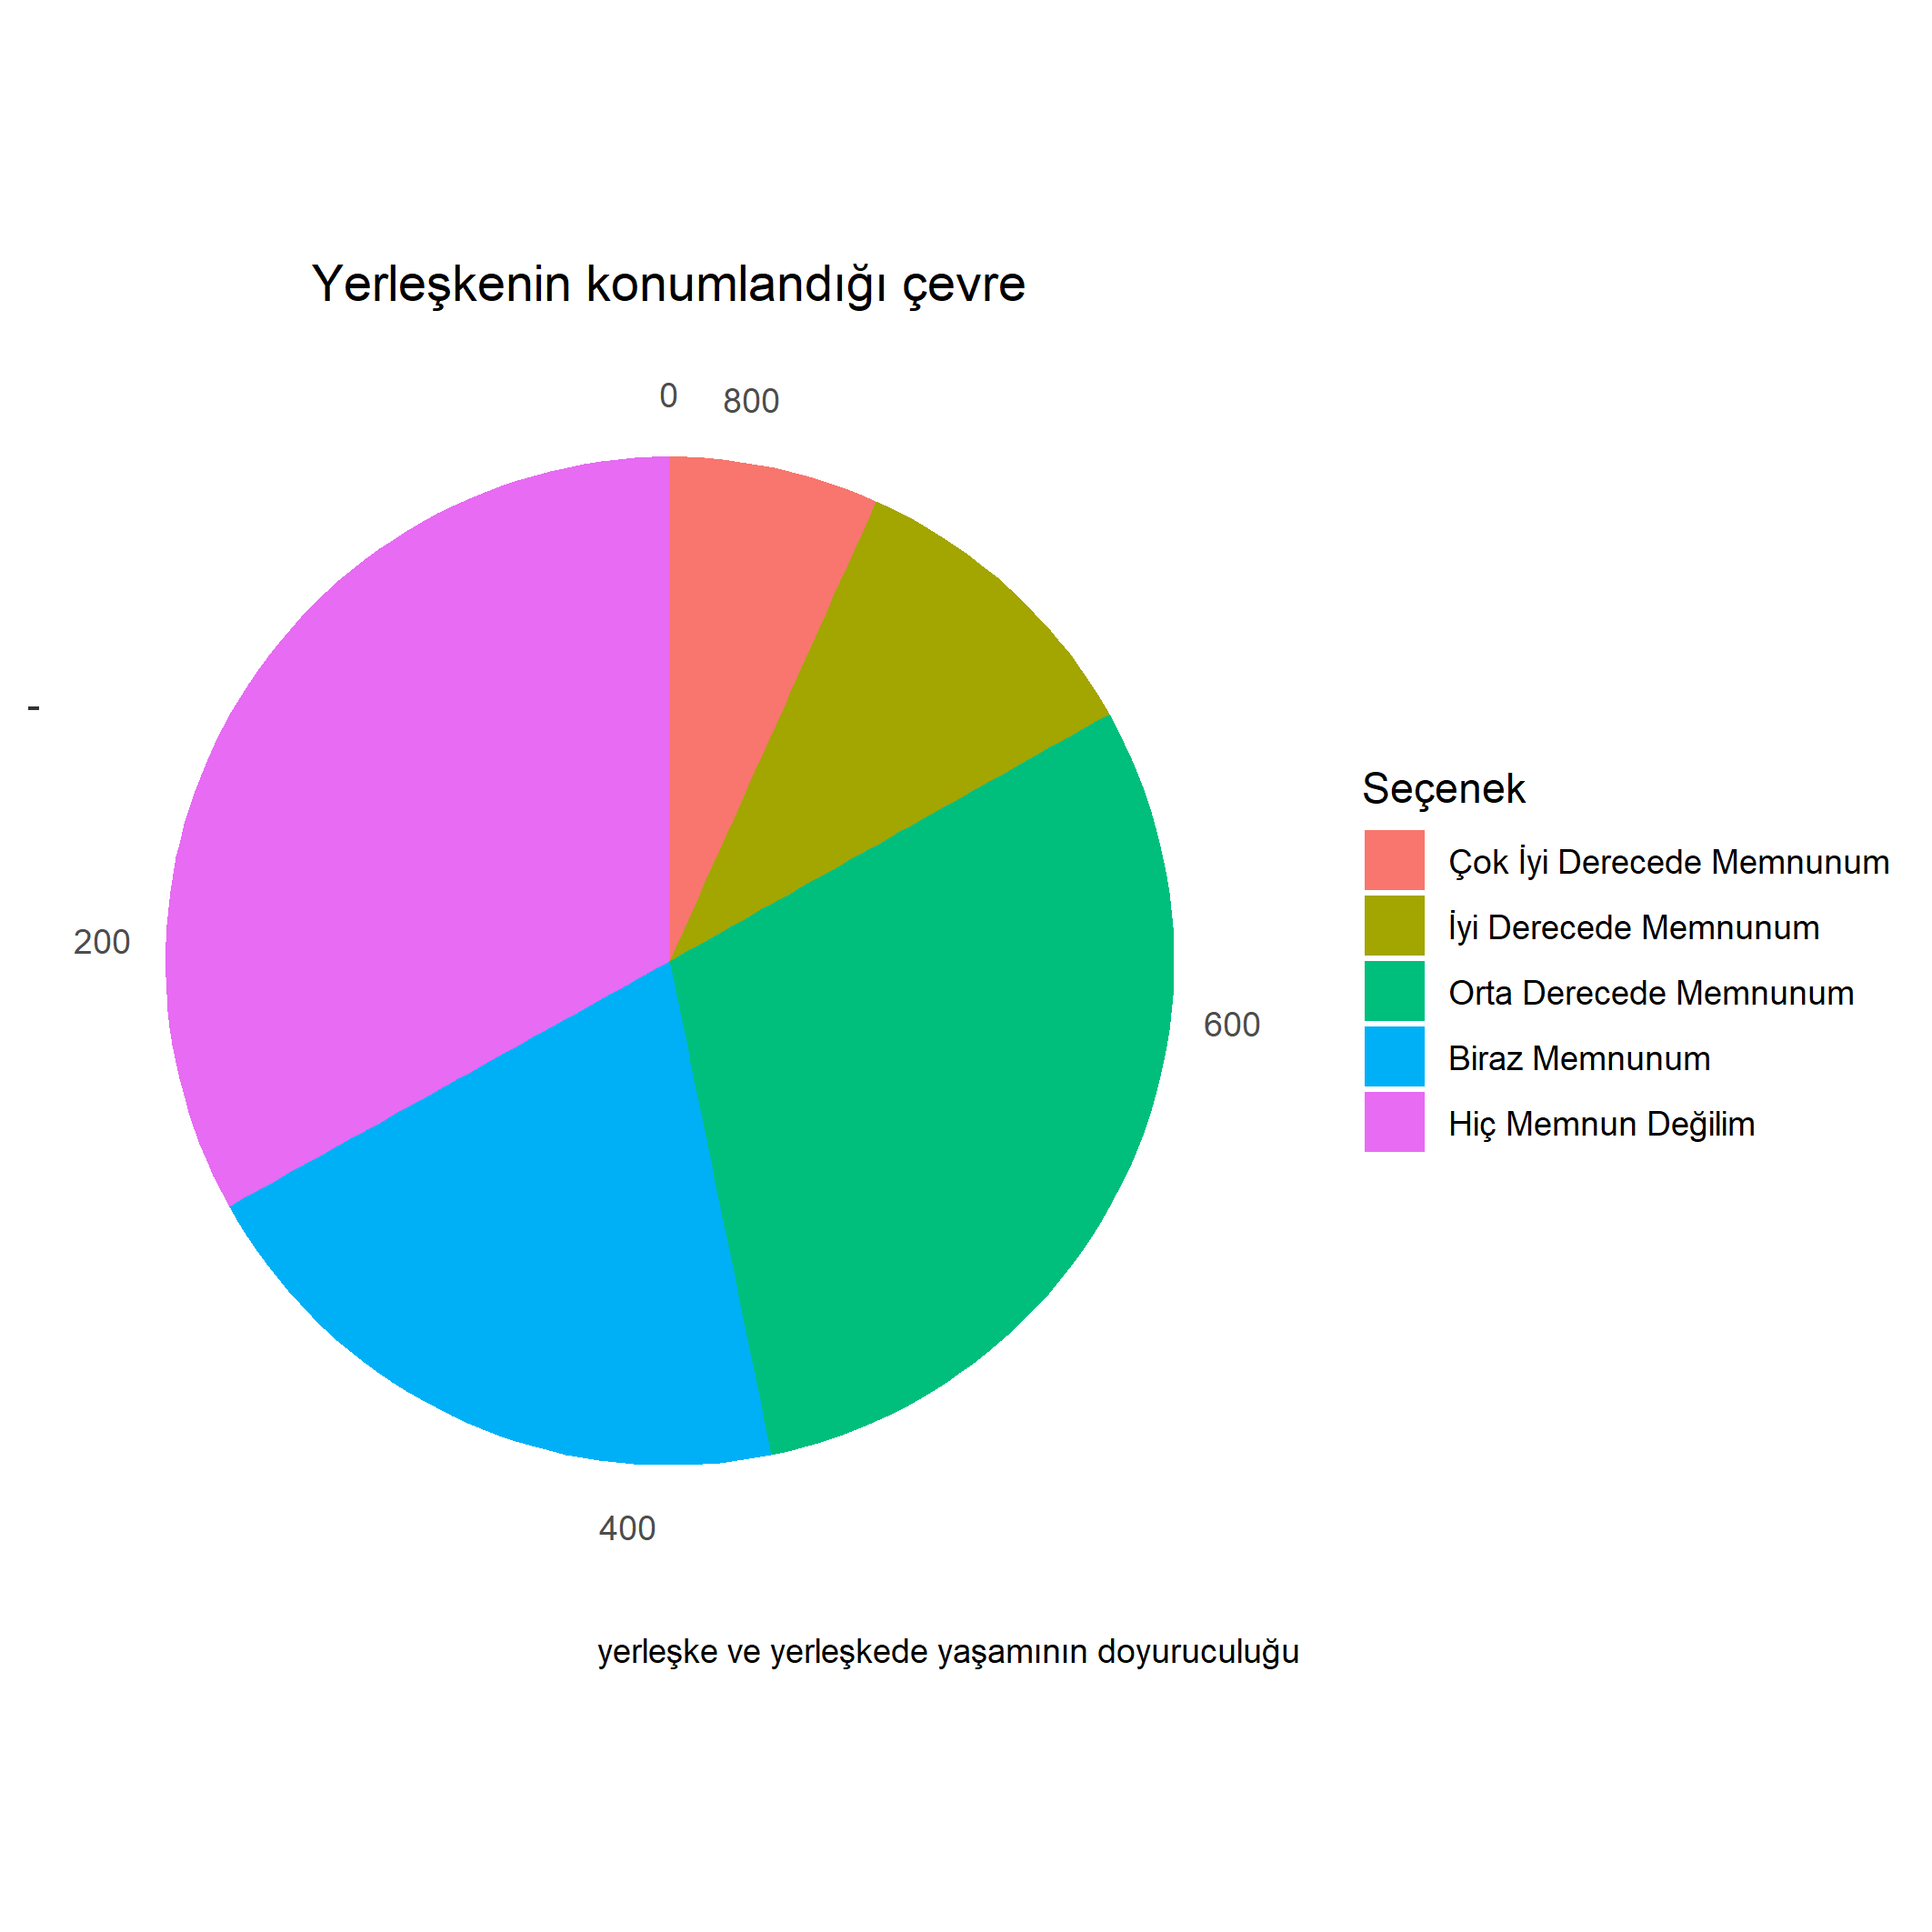 Yerleşkenin konumlandığı çevre
0
800
-
200
600
400
Seçenek
Çok İyi Derecede Memnunum
İyi Derecede Memnunum
Orta Derecede Memnunum
Biraz Memnunum
Hiç Memnun Değilim
yerleşke ve yerleşkede yaşamının doyuruculuğu